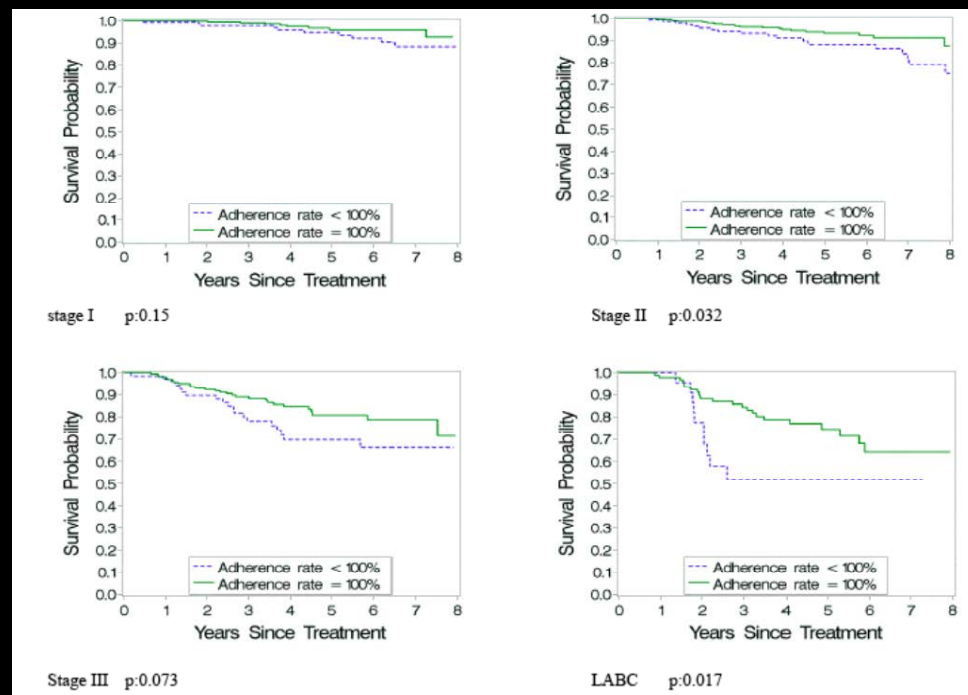 Survival Probability
1.0
0.9
0.8
0.7
0.6
0.5
0.4
0.3
0.2
0.1
0.0
Adherence rate < 100%
Adherence rate = 100%
0 1 2 3 4 5 6 7 8
Years Since Treatment
stage I p:0.15
Survival Probability
1.0
0.9
0.8
0.7
0.6
0.5
0.4
0.3
0.2
0.1
0.0
Adherence rate < 100%
Adherence rate = 100%
0 1 2 3 4 5 6 7 8
Years Since Treatment
Stage II p:0.032
Survival Probability
1.0
0.9
0.8
0.7
0.6
0.5
0.4
0.3
0.2
0.1
0.0
Adherence rate < 100%
Adherence rate = 100%
0 1 2 3 4 5 6 7 8
Years Since Treatment
Stage III p:0.073
Survival Probability
1.0
0.9
0.8
0.7
0.6
0.5
0.4
0.3
0.2
0.1
0.0
Adherence rate < 100%
Adherence rate = 100%
0 1 2 3 4 5 6 7 8
Years Since Treatment
LABC p:0.017